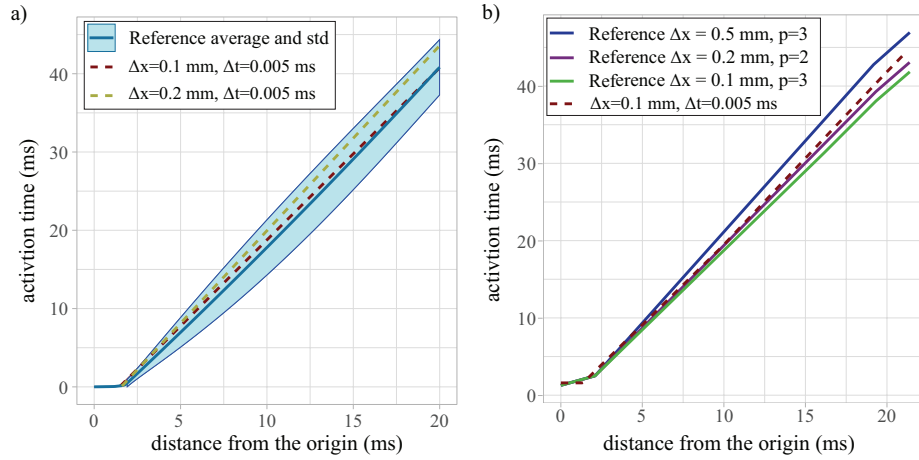 a)
Reference average and std
Δx=0.1 mm, Δt=0.005 ms
Δx=0.2 mm, Δt=0.005 ms
activtion time (ms)
40
30
20
10
0
0 5 10 15 20
distance from the origin (ms)
b)
Reference Δx = 0.5 mm, p=3
Reference Δx = 0.2 mm, p=2
Reference Δx = 0.1 mm, p=3
Δx=0.1 mm, Δt=0.005 ms
activtion time (ms)
40
30
20
10
0
0 5 10 15 20
distance from the origin (ms)